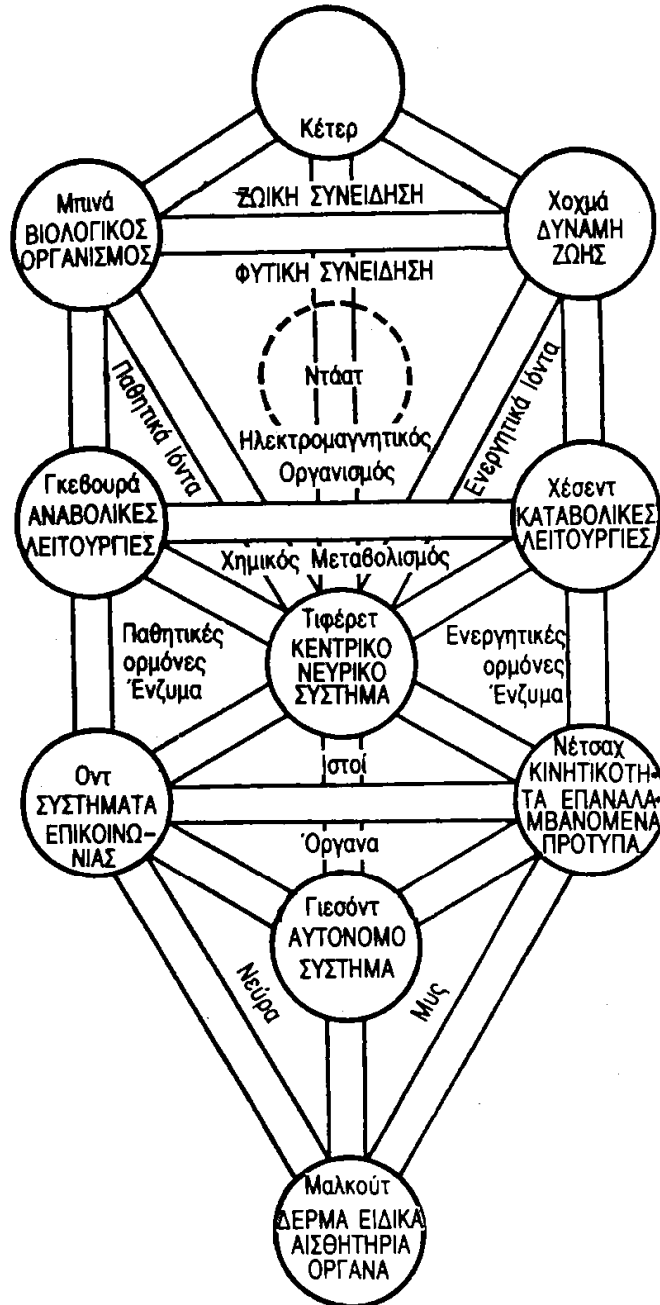 Κέτερ
ΖΩΙΚΗ ΣΥΝΕΙΔΗΣΗ
Μπινά
ΒΙΟΛΟΓΙΚΟΣ
ΟΡΓΑΝΙΣΜΟΣ
Χοχμά
ΔΥΝΑΜΗ
ΖΩΗΣ
ΦΥΤΙΚΗ ΣΥΝΕΙΔΗΣΗ
Παθητικά Ιόντα
Ντάατ
Ενεργητικά Ιόντα
Ηλεκτρομαγνητικός
Οργανισμός
Γκεβουρά
ΑΝΑΒΟΛΙΚΕΣ
ΛΕΙΤΟΥΡΓΙΕΣ
Χέσεντ
ΚΑΤΑΒΟΛΙΚΕΣ
ΛΕΙΤΟΥΡΓΙΕΣ
Χημικός Μεταβολισμός
Παθητικές
ορμόνες
Ένζυμα
Τιφέρετ
ΚΕΝΤΡΙΚΟ
ΝΕΥΡΙΚΟ
ΣΥΣΤΗΜΑ
Ενεργητικές
ορμόνες
Ένζυμα
Ιστοί
Οντ
ΣΥΣΤΗΜΑΤΑ
ΕΠΙΚΟΙΝΩ-
ΝΙΑΣ
Νέτσαχ
ΚΙΝΗΤΙΚΟΤΗ-
ΤΑ ΕΠΑΝΑΛΑ-
ΜΒΑΝΟΜΕΝΑ
ΠΡΟΤΥΠΑ
Όργανα
Γιεσόντ
ΑΥΤΟΝΟΜΟ
ΣΥΣΤΗΜΑ
Νεύρα
Μυς
Μαλκούτ
ΔΕΡΜΑ ΕΙΔΙΚΑ
ΑΙΣΘΗΤΗΡΙΑ
ΟΡΓΑΝΑ